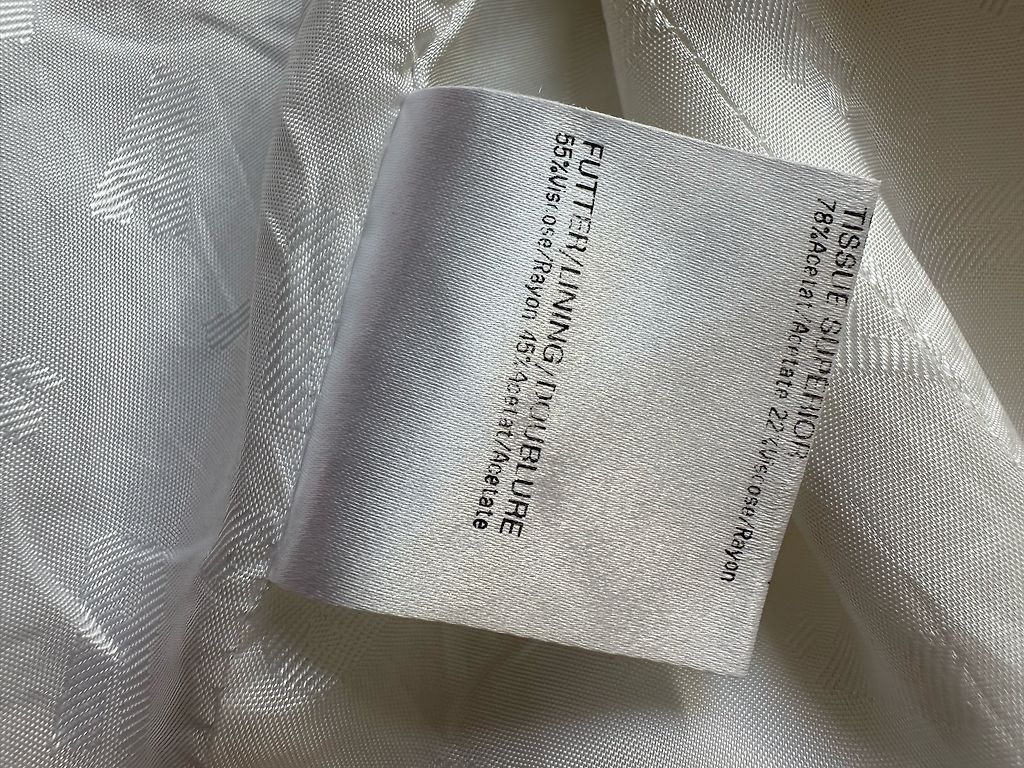 TISSUE SUPERIOR
78%Acetat/Acetate 22%Viscose/Rayon
FUTTER/LINING/DOUBLURE
55%Viscose/Rayon 45%Acetat/Acetate